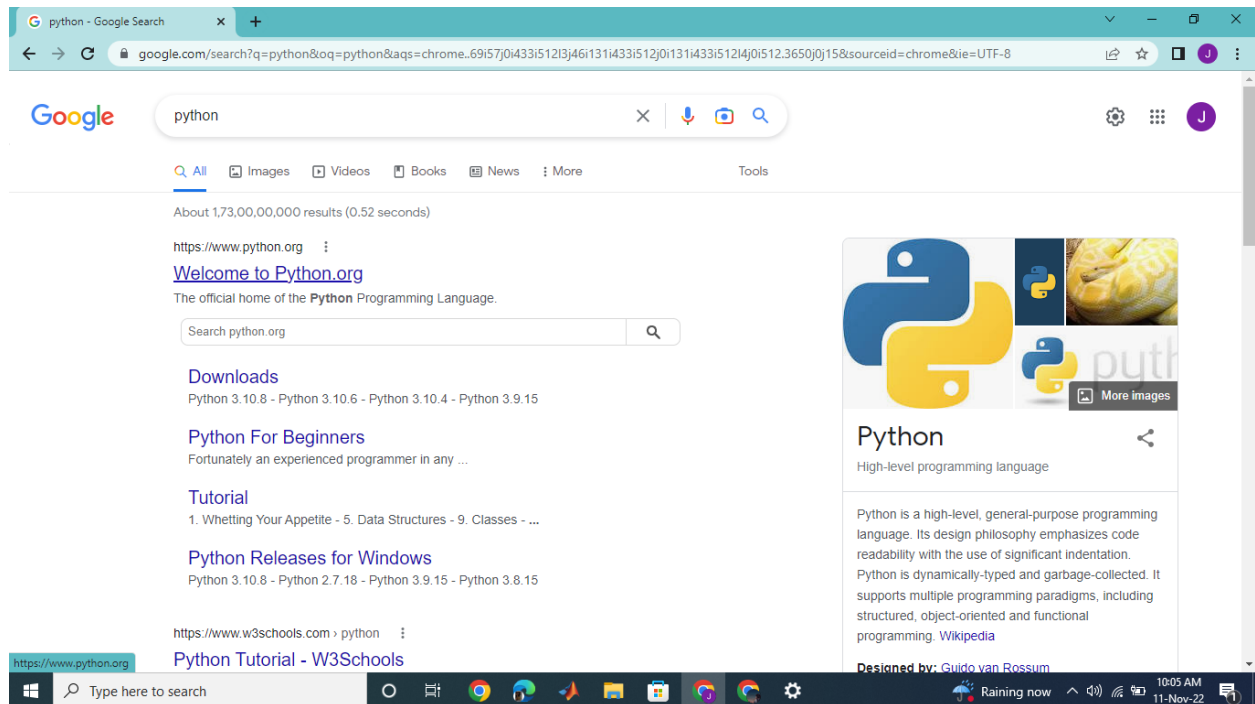 python - Google Search
google.com/search?q=python&oq=python&aqs=chrome..69i57j0i433i512l3j46i131i433i512j0i131i433i512l4j0i512.3650j0j15&sourceid=chrome&ie=UTF-8
J
Google
python
J
All Images Videos Books News More Tools
About 1,73,00,00,000 results (0.52 seconds)
https://www.python.org
Welcome to Python.org
The official home of the Python Programming Language.
Search python.org
Downloads
Python 3.10.8 - Python 3.10.6 - Python 3.10.4 - Python 3.9.15
Python For Beginners
Fortunately an experienced programmer in any ...
Tutorial
1. Whetting Your Appetite - 5. Data Structures - 9. Classes - ...
Python Releases for Windows
Python 3.10.8 - Python 2.7.18 - Python 3.9.15 - Python 3.8.15
https://www.w3schools.com › python
Python Tutorial - W3Schools
pyth
More images
Python
High-level programming language
Python is a high-level, general-purpose programming
language. Its design philosophy emphasizes code
readability with the use of significant indentation.
Python is dynamically-typed and garbage-collected. It
supports multiple programming paradigms, including
structured, object-oriented and functional
programming. Wikipedia
Designed by: Guido van Rossum
https://www.python.org
Type here to search
Raining now
10:05 AM
11-Nov-22
1